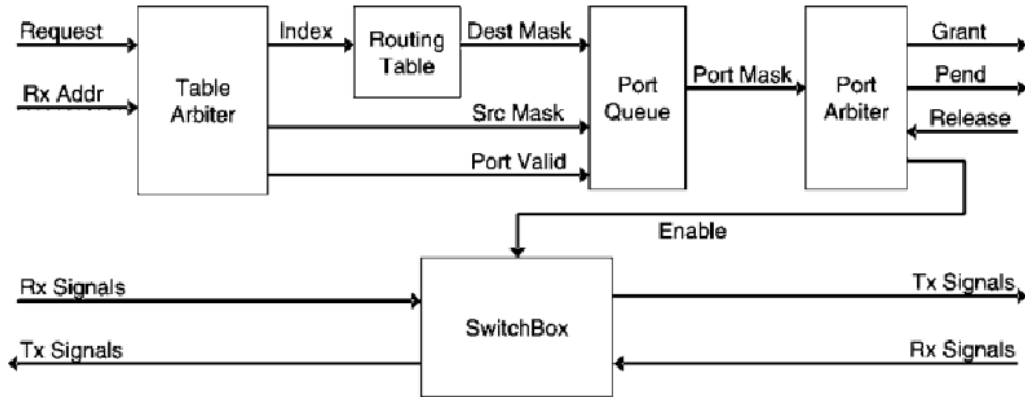 Request
Index
Routing
Table
Dest Mask
Grant
Rx Addr
Table
Arbiter
Port
Queue
Port Mask
Port
Arbiter
Pend
Src Mask
Release
Port Valid
Enable
Rx Signals
SwitchBox
Tx Signals
Tx Signals
Rx Signals